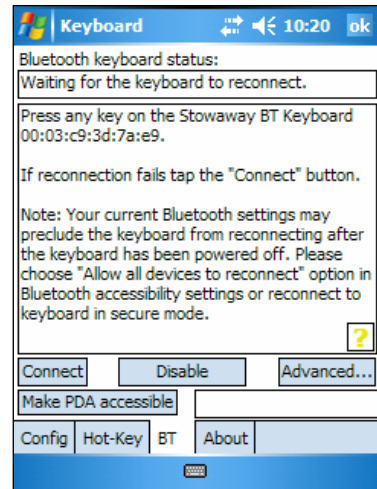 Keyboard 10:20 ok
Bluetooth keyboard status:
Waiting for the keyboard to reconnect.
Press any key on the Stowaway BT Keyboard
00:03:c9:3d:7a:e9.
If reconnection fails tap the "Connect" button.
Note: Your current Bluetooth settings may
preclude the keyboard from reconnecting after
the keyboard has been powered off. Please
choose "Allow all devices to reconnect" option in
Bluetooth accessibility settings or reconnect to
keyboard in secure mode.
?
Connect Disable Advanced...
Make PDA accessible
Config Hot-Key BT About